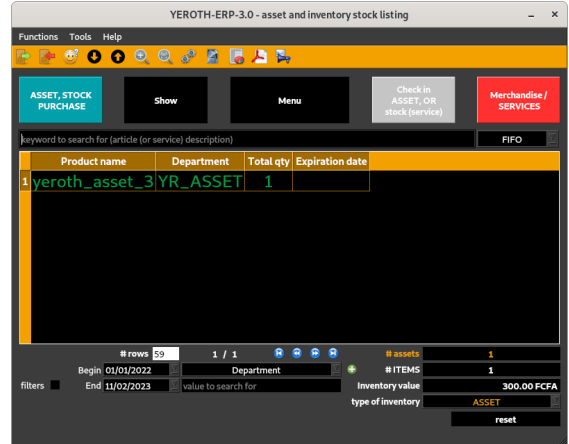 YEROTH-ERP-3.0 - asset and inventory stock listing
Functions Tools Help
ASSET, STOCK
PURCHASE
Show
Menu
Check in
ASSET, OR
stock (service)
Merchandise /
SERVICES
keyword to search for (article (or service) description)
FIFO
Product name Department Total qty Expiration date
1 yeroth_asset_3 YR_ASSET 1
# rows 59 1 / 1 # assets 1
Begin 01/01/2022 Department # ITEMS 1
filters End 11/02/2023 value to search for Inventory value 300.00 FCFA
type of inventory ASSET
reset